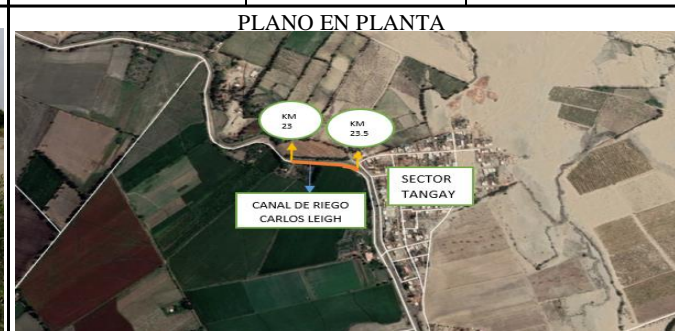 PLANO EN PLANTA
KM
23
KM
23.5
SECTOR
TANGAY
CANAL DE RIEGO
CARLOS LEIGH